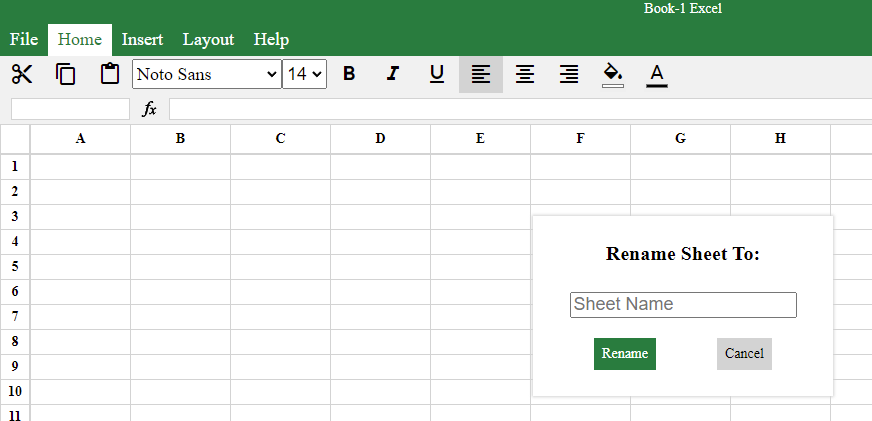 Book-1 Excel
File Home Insert Layout Help
Noto Sans 14 B I U A
fx
A B C D E F G H
1
2
3
Rename Sheet To:
4
5
6
Sheet Name
7
8
Rename Cancel
9
10
11